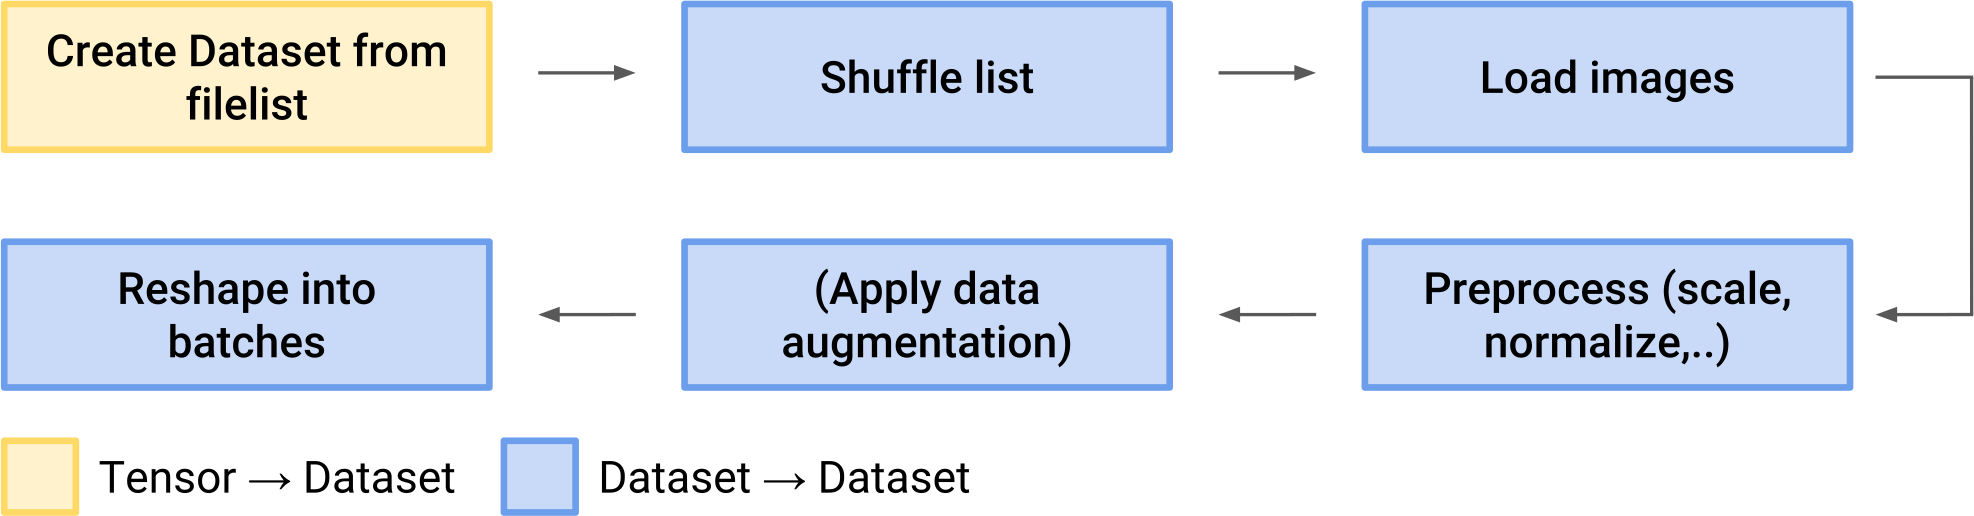 Create Dataset from
filelist
Shuffle list
Load images
Preprocess (scale,
normalize,..)
(Apply data
augmentation)
Reshape into
batches
Tensor → Dataset
Dataset → Dataset